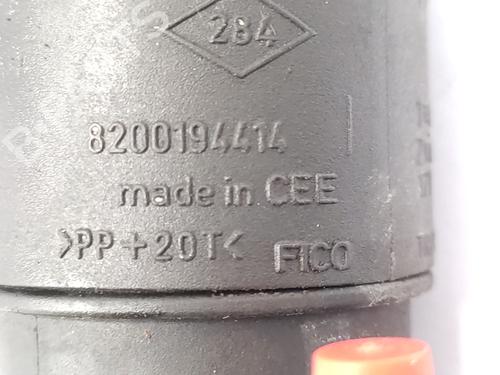 284
8200194414
made in CEE
>PP+20T< FICO